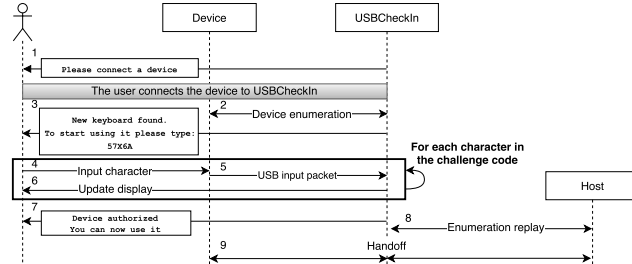 Device
USBCheckIn
1
Please connect a device
The user connects the device to USBCheckIn
3
2
New keyboard found.
To start using it please type:
57X6A
Device enumeration
For each character in
the challenge code
4
Input character
5
USB input packet
6
Update display
Host
7
Device authorized
You can now use it
8
Enumeration replay
9
Handoff